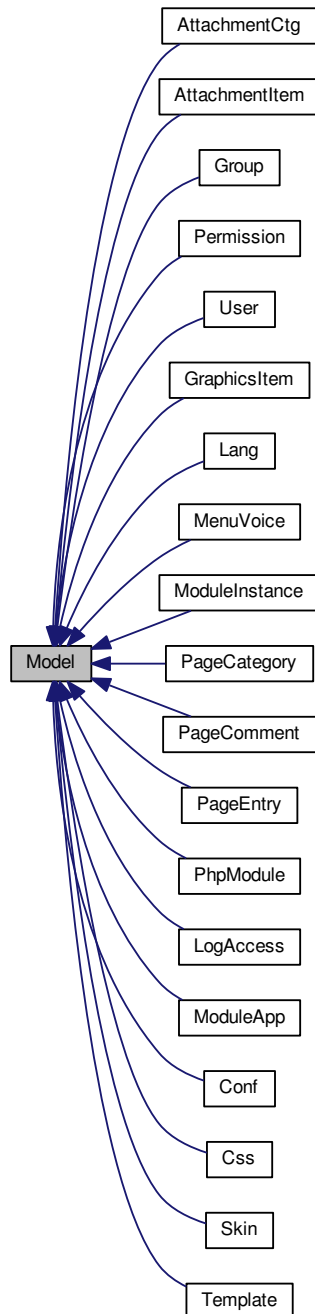 AttachmentCtg
AttachmentItem
Group
Permission
User
GraphicsItem
Lang
MenuVoice
ModuleInstance
Model
PageCategory
PageComment
PageEntry
PhpModule
LogAccess
ModuleApp
Conf
Css
Skin
Template